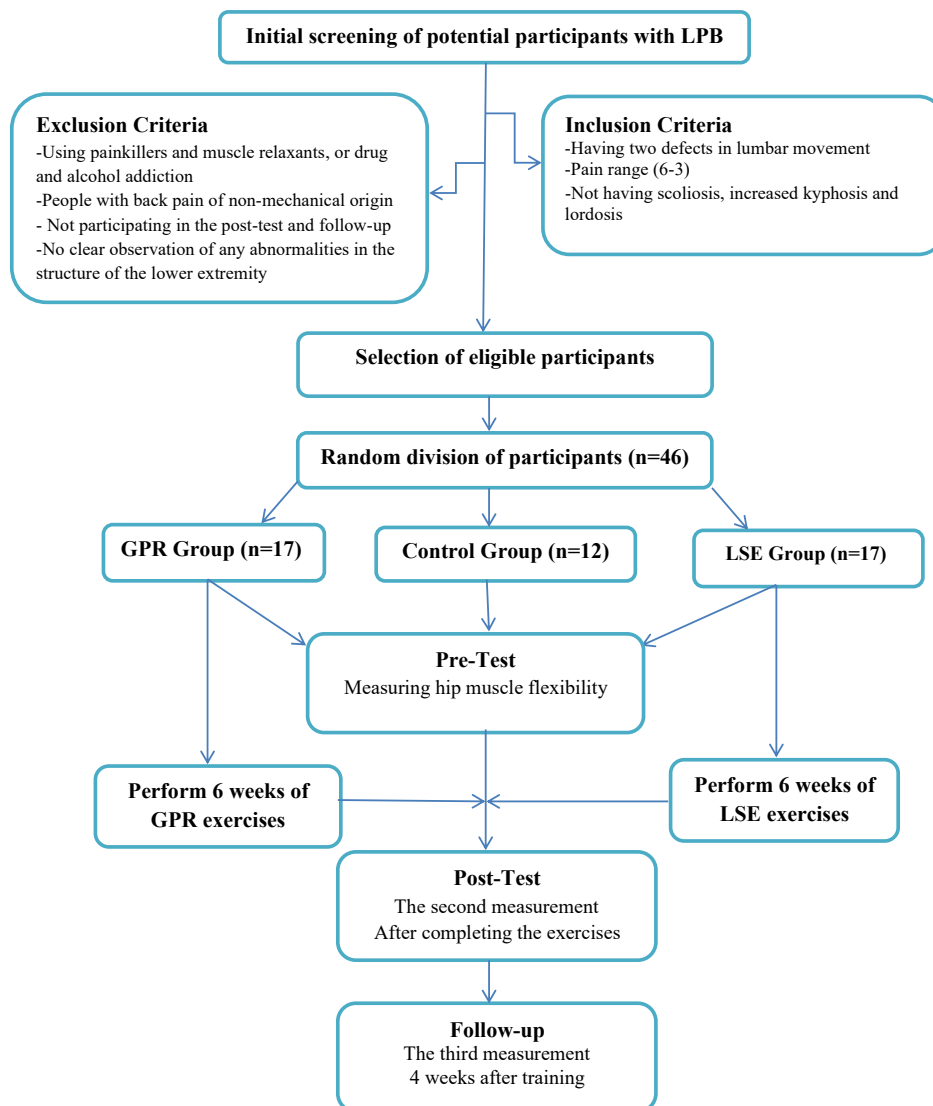 Initial screening of potential participants with LPB
Exclusion Criteria
-Using painkillers and muscle relaxants, or drug
and alcohol addiction
-People with back pain of non-mechanical origin
- Not participating in the post-test and follow-up
-No clear observation of any abnormalities in the
structure of the lower extremity
Inclusion Criteria
-Having two defects in lumbar movement
-Pain range (6-3)
-Not having scoliosis, increased kyphosis and
lordosis
Selection of eligible participants
Random division of participants (n=46)
GPR Group (n=17)
Control Group (n=12)
LSE Group (n=17)
Pre-Test
Measuring hip muscle flexibility
Perform 6 weeks of
GPR exercises
Perform 6 weeks of
LSE exercises
Post-Test
The second measurement
After completing the exercises
Follow-up
The third measurement
4 weeks after training